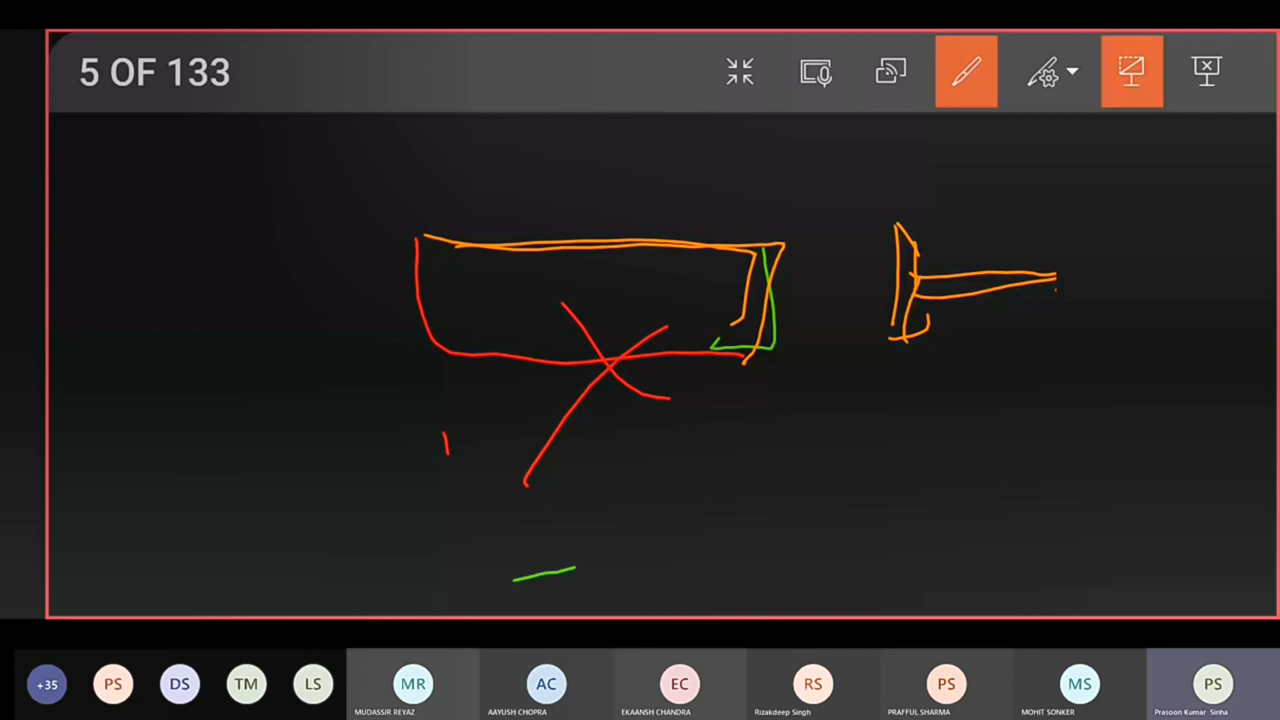 5 OF 133
+35
PS
DS
TM
LS
MR
AC
EC
RS
PS
MS
PS
MUDASSIR REYAZ
AAYUSH CHOPRA
EKAANSH CHANDRA
Rizakdeep Singh
PRAFFUL SHARMA
MOHIT SONKER
Prasoon Kumar: Sinha